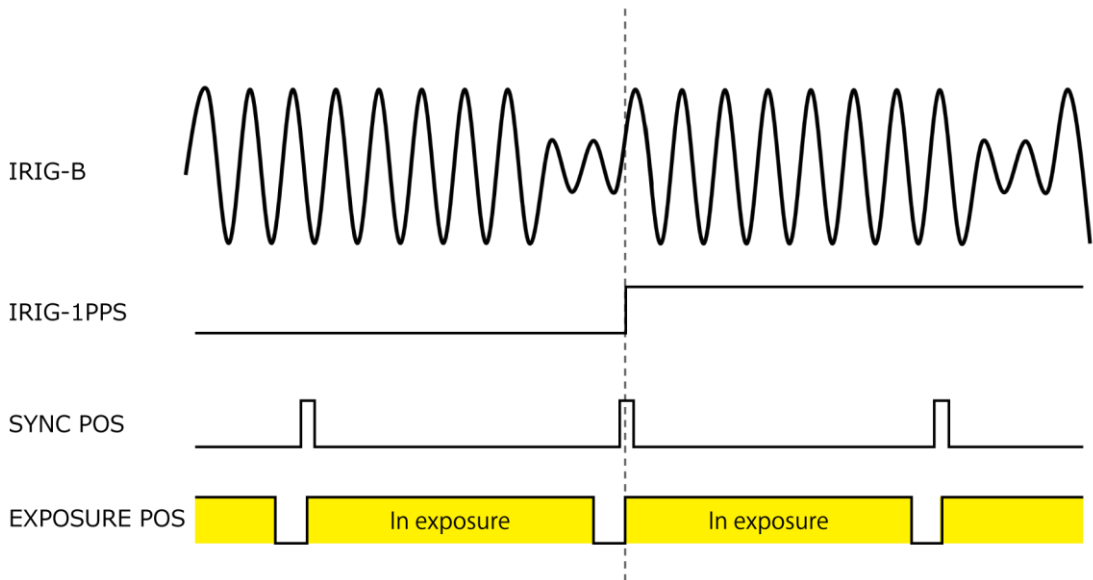 IRIG-B
IRIG-1PPS
SYNC POS
EXPOSURE POS
In exposure
In exposure